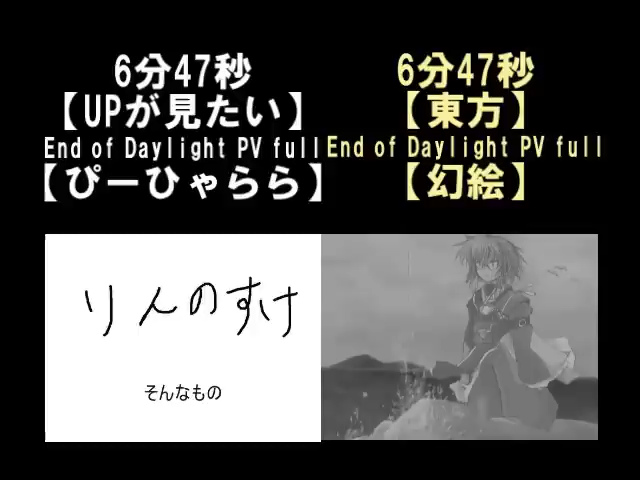 6分47秒
【UPが見たい】
End of Daylight PV full
【ぴーひゃらら】
6分47秒
【東方】
End of Daylight PV full
【幻絵】
りんのすけ
そんなもの